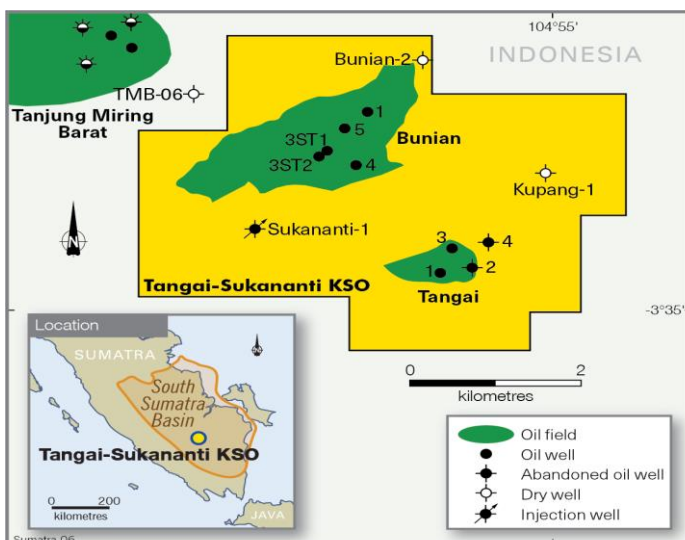 104°55'
INDONESIA
Bunian-2
TMB-06
Tanjung Miring
Barat
1
5
Bunian
3ST1
3ST2
4
Kupang-1
Sukananti-1
3
4
Tangai-Sukananti KSO
1
2
Tangai
-3°35'
N
0
2
kilometres
Location
SUMATRA
South
Sumatra
Basin
Tangai-Sukananti KSO
0
200
kilometres
JAVA
Oil field
Oil well
Abandoned oil well
Dry well
Injection well
Sumatra 06